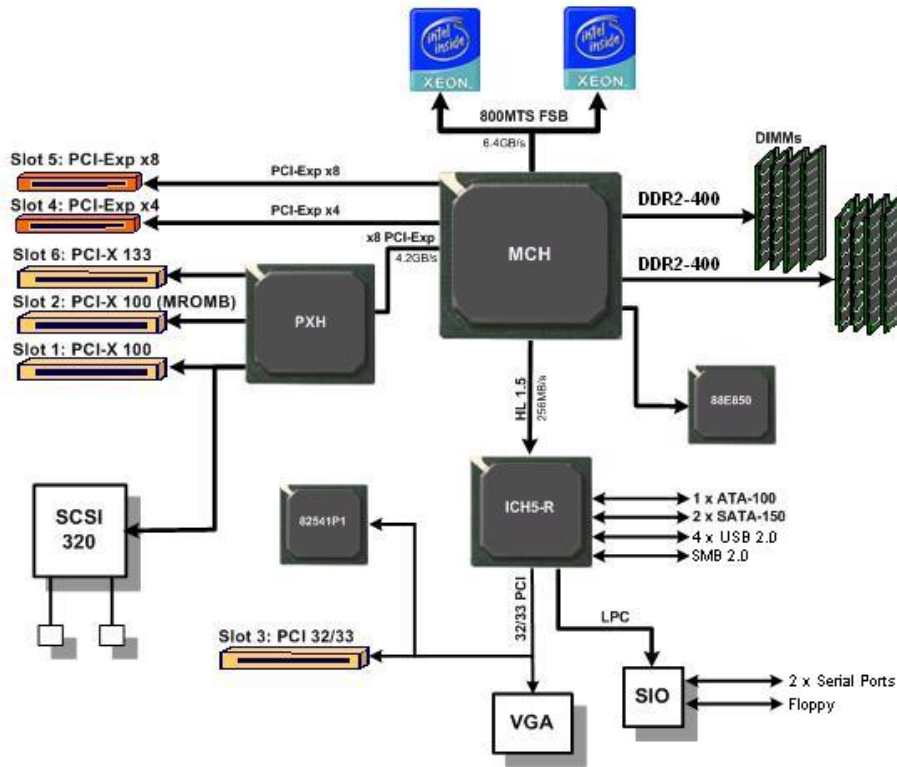 intel
inside
XEON
intel
inside
XEON
800MTS FSB
6.4GB/s
DIMMs
Slot 5: PCI-Exp x8
PCI-Exp x8
Slot 4: PCI-Exp x4
PCI-Exp x4
DDR2-400
x8 PCI-Exp
4.2GB/s
MCH
Slot 6: PCI-X 133
DDR2-400
Slot 2: PCI-X 100 (MROMB)
PXH
Slot 1: PCI-X 100
HL 1.5
256MB/s
88E850
SCSI
320
82541P1
ICH5-R
1 x ATA-100
2 x SATA-150
4 x USB 2.0
SMB 2.0
32/33 PCI
LPC
Slot 3: PCI 32/33
VGA
SIO
2 x Serial Ports
Floppy